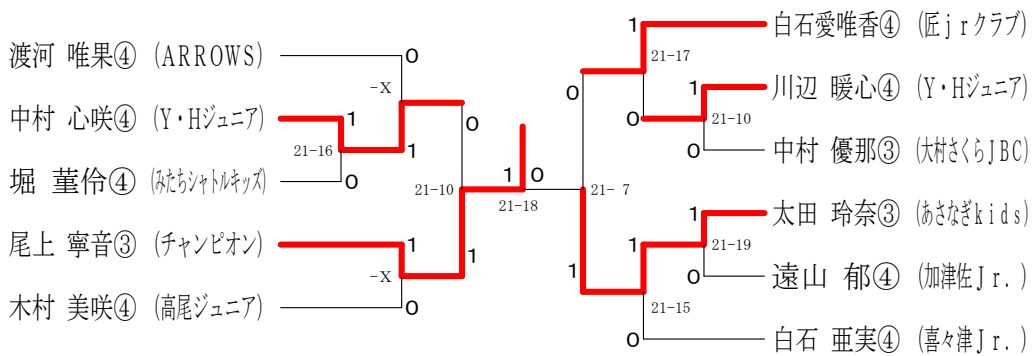 渡河 唯果④ (ARROWS)
0
-X
中村 心咲④ (Y・Hジュニア)
1
21-16
1
0
堀 菫伶④ (みたちシャトルキッズ)
0
21-10
尾上 寧音③ (チャンピオン)
1
1
-X
0
木村 美咲④ (高尾ジュニア)
1 0
21-18
白石愛唯香④ (匠jrクラブ)
1
21-17
0
川辺 暖心④ (Y・Hジュニア)
1
0
21-10
0
中村 優那③ (大村さくらJBC)
21- 7
太田 玲奈③ (あさなぎkids)
1
1
21-19
1
0
遠山 郁④ (加津佐Jr.)
21-15
0
白石 亜実④ (喜々津Jr.)